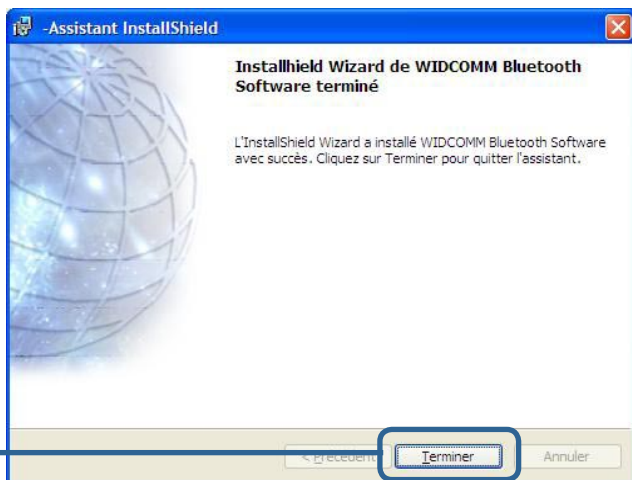 -Assistant InstallShield
Installhield Wizard de WIDCOMM Bluetooth
Software terminé
L'InstallShield Wizard a installé WIDCOMM Bluetooth Software
avec succès. Cliquez sur Terminer pour quitter l'assistant.
< Précédent
Terminer
Annuler